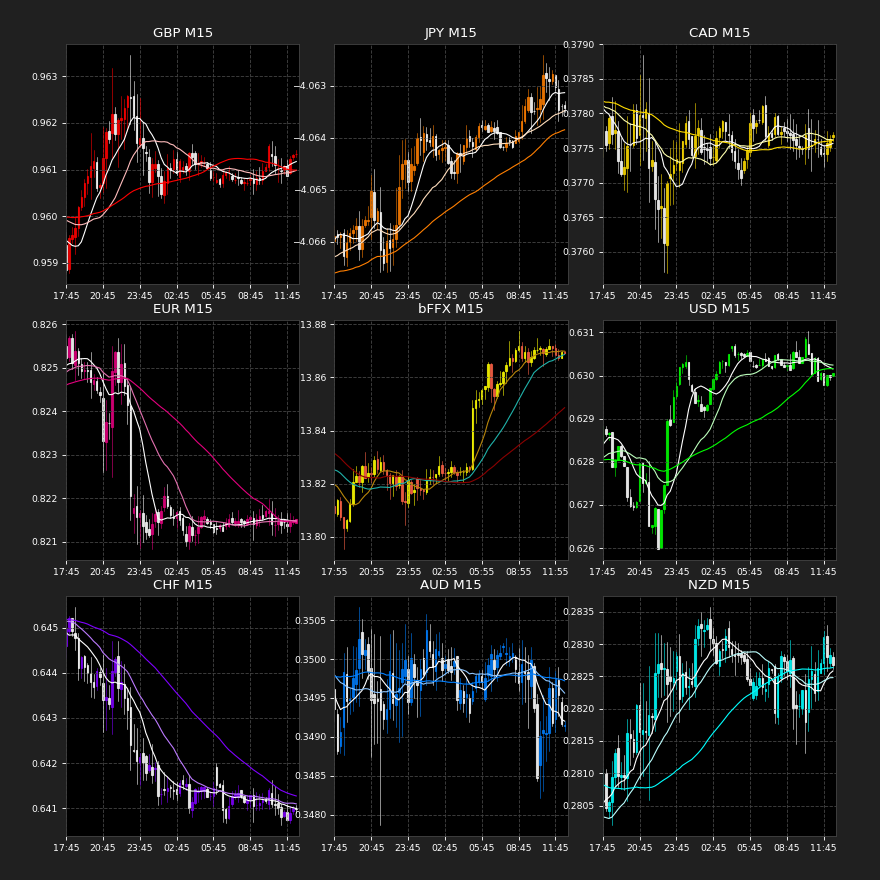 GBP M15
0.963
0.962
0.961
0.960
0.959
17:45 20:45 23:45 02:45 05:45 08:45 11:45
JPY M15
−4.063
−4.064
−4.065
−4.066
17:45 20:45 23:45 02:45 05:45 08:45 11:45
CAD M15
0.3790
0.3785
0.3780
0.3775
0.3770
0.3765
0.3760
17:45 20:45 23:45 02:45 05:45 08:45 11:45
EUR M15
0.826
0.825
0.824
0.823
0.822
0.821
17:45 20:45 23:45 02:45 05:45 08:45 11:45
bFFX M15
13.88
13.86
13.84
13.82
13.80
17:55 20:55 23:55 02:55 05:55 08:55 11:55
USD M15
0.631
0.630
0.629
0.628
0.627
0.626
17:45 20:45 23:45 02:45 05:45 08:45 11:45
CHF M15
0.645
0.644
0.643
0.642
0.641
17:45 20:45 23:45 02:45 05:45 08:45 11:45
AUD M15
0.3505
0.3500
0.3495
0.3490
0.3485
0.3480
17:45 20:45 23:45 02:45 05:45 08:45 11:45
NZD M15
0.2835
0.2830
0.2825
0.2820
0.2815
0.2810
0.2805
17:45 20:45 23:45 02:45 05:45 08:45 11:45